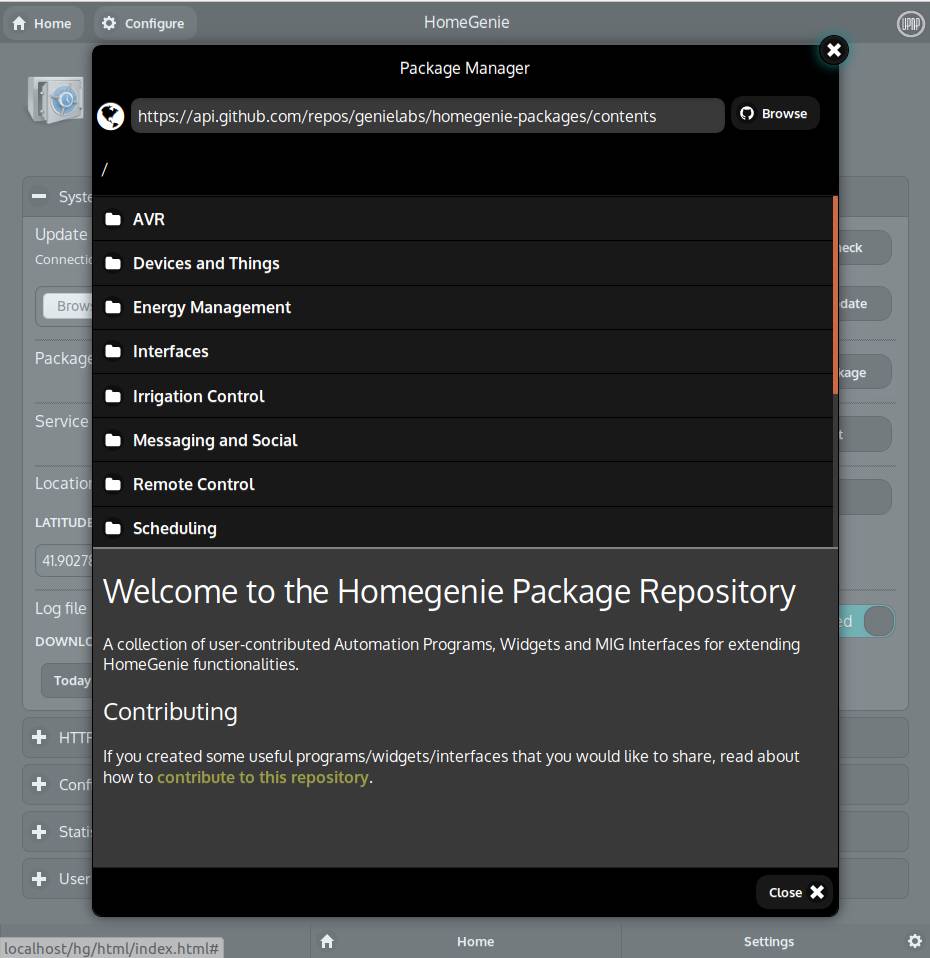 Home
Configure
HomeGenie
UPnP
Package Manager
https://api.github.com/repos/genielabs/homegenie-packages/contents
Browse
/
AVR
Devices and Things
Energy Management
Interfaces
Irrigation Control
Messaging and Social
Remote Control
Scheduling
Welcome to the Homegenie Package Repository
A collection of user-contributed Automation Programs, Widgets and MIG Interfaces for extending
HomeGenie functionalities.
Contributing
If you created some useful programs/widgets/interfaces that you would like to share, read about
how to contribute to this repository.
Close
Syste
Update
Connectio
Brows
eck
date
Package
kage
Service
t
Location
LATITUDE
41.90278
Log file
ed
DOWNLO
Today
HTTP
Conf
Statis
User
localhost/hg/html/index.html#
Home
Settings